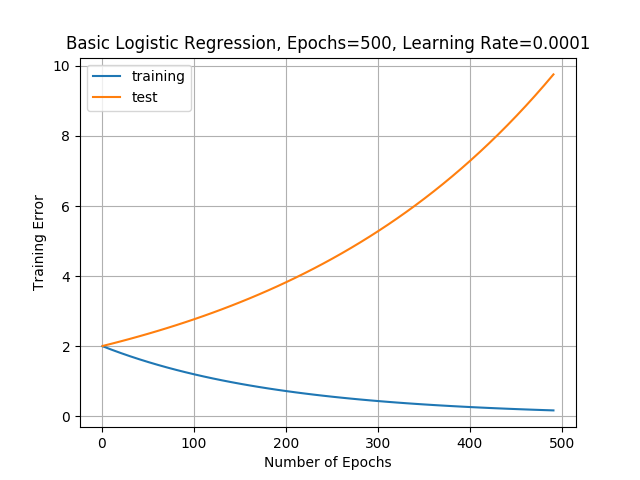 Basic Logistic Regression, Epochs=500, Learning Rate=0.0001
training
test
Training Error
10
8
6
4
2
0
0 100 200 300 400 500
Number of Epochs